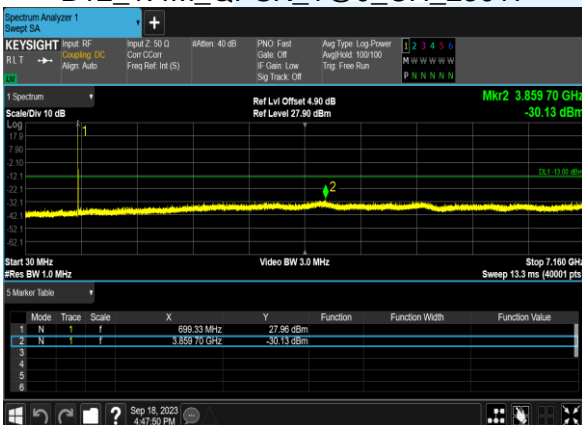 Spectrum Analyzer 1
Swept SA
KEYSIGHT Input: RF Input Z: 50 Ω #Atten: 40 dB PNO: Fast Avg Type: Log-Power 1 2 3 4 5 6
RLT Coupling: DC Corr CCorr Gate: Off Avg|Hold: 100/100 M W W W W W
Align: Auto Freq Ref: Int (S) IF Gain: Low Trig: Free Run
Sig Track: Off P N N N N N
LW
1 Spectrum Ref Lvl Offset 4.90 dB Mkr2 3.859 70 GHz
Scale/Div 10 dB Ref Level 27.90 dBm -30.13 dBm
Log
17.9
7.90
-2.10
-12.1
DL1 -13.00 dBm
-22.1
-32.1
-42.1
-52.1
-62.1
1
2
Start 30 MHz Video BW 3.0 MHz Stop 7.160 GHz
#Res BW 1.0 MHz Sweep 13.3 ms (40001 pts
5 Marker Table
Mode Trace Scale X Y Function Function Width Function Value
1 N 1 f 699.33 MHz 27.96 dBm
2 N 1 f 3.859 70 GHz -30.13 dBm
3
4
5
6
? Sep 18, 2023
4:47:50 PM